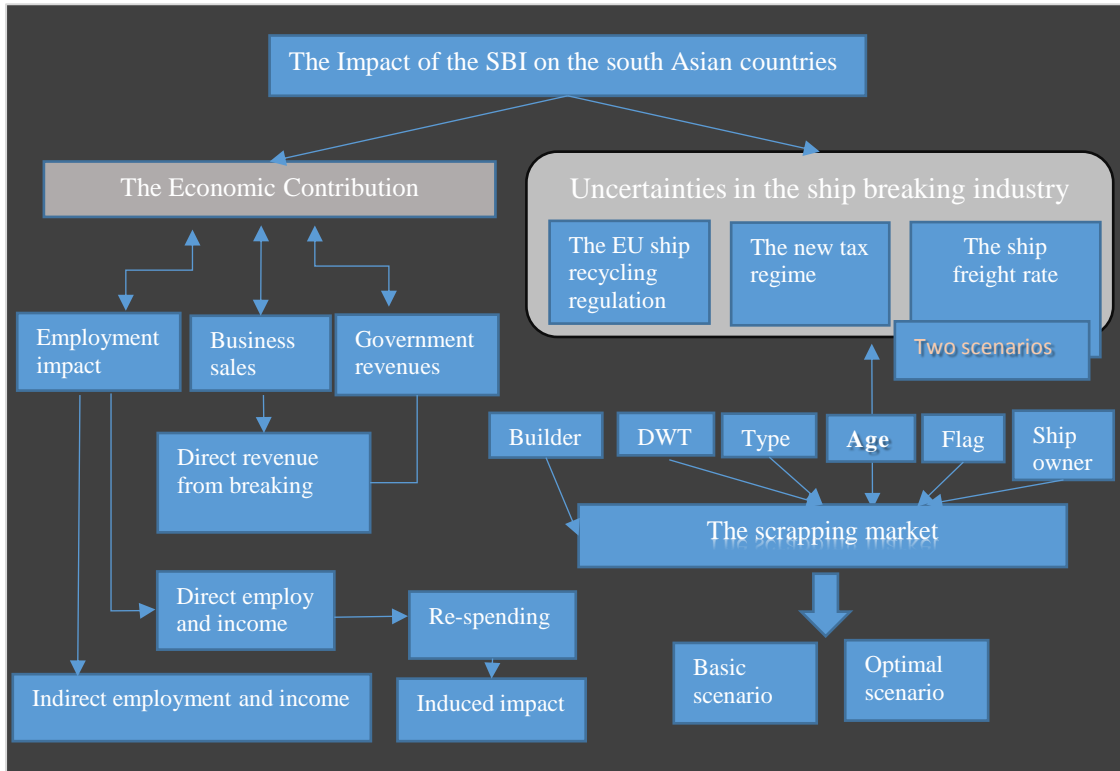 The Impact of the SBI on the south Asian countries
The Economic Contribution
Uncertainties in the ship breaking industry
The EU ship
recycling
regulation
The new tax
regime
The ship
freight rate
Two scenarios
Employment
impact
Business
sales
Government
revenues
Builder
DWT
Type
Age
Flag
Ship
owner
Direct revenue
from breaking
The scrapping market
Direct employ
and income
Re-spending
Basic
scenario
Optimal
scenario
Indirect employment and income
Induced impact